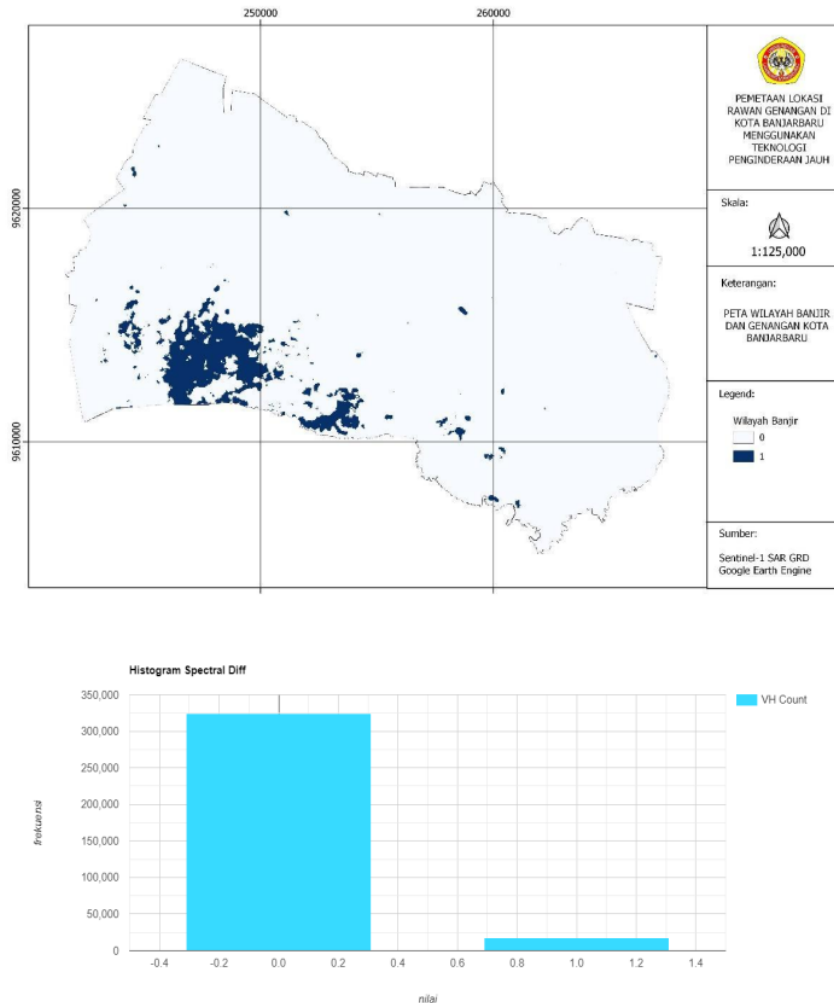 250000
260000
9620000
9610000
PEMETAAN LOKASI
RAWAN GENANGAN DI
KOTA BANJARBARU
MENGGUNAKAN
TEKNOLOGI
PENGINDERAAN JAUH
Skala:
1:125,000
Keterangan:
PETA WILAYAH BANJIR
DAN GENANGAN KOTA
BANJARBARU
Legend:
Wilayah Banjir
0
1
Sumber:
Sentinel-1 SAR GRD
Google Earth Engine
Histogram Spectral Diff
350,000
300,000
250,000
200,000
150,000
100,000
50,000
0
frekuensi
-0.4
-0.2
0.0
0.2
0.4
0.6
0.8
1.0
1.2
1.4
nilai
VH Count